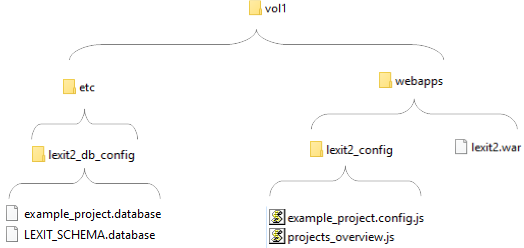 vol1
etc
webapps
lexit2_db_config
lexit2_config
lexit2.war
example_project.database
LEXIT_SCHEMA.database
example_project.config.js
projects_overview.js